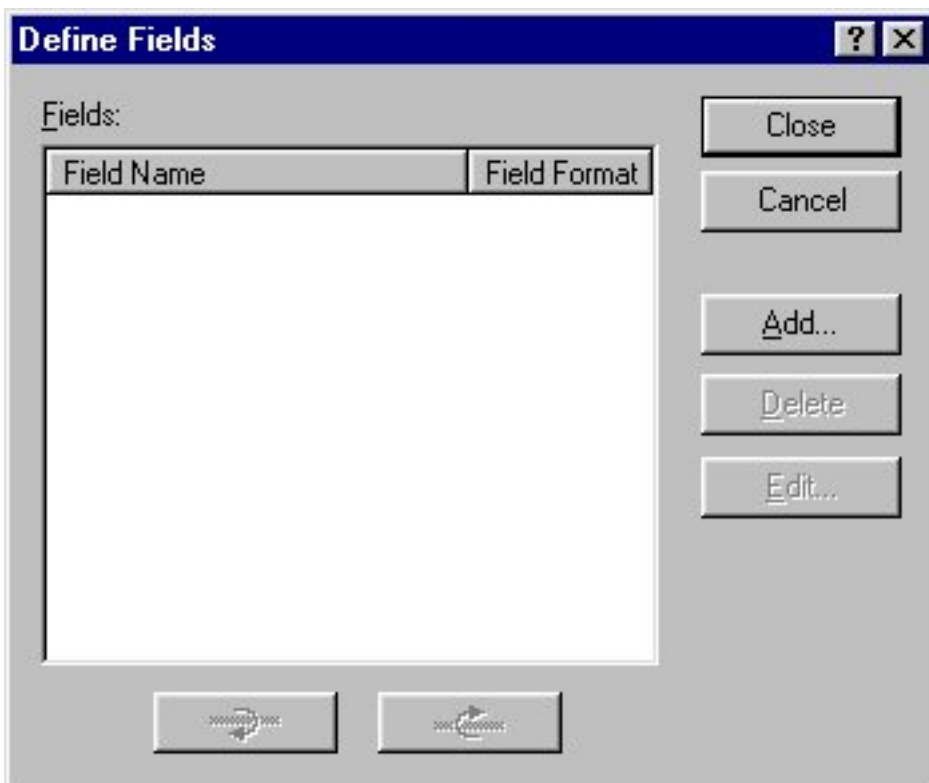 Define Fields
Fields:
Field Name Field Format
Close
Cancel
Add...
Delete
Edit...